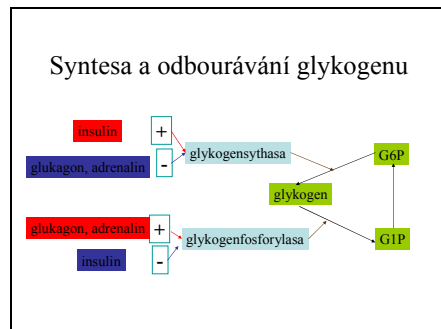 Syntesa a odbourávání glykogenu
insulin +
glukagon, adrenalin -
glykogensythasa
G6P
glykogen
glukagon, adrenalin +
insulin -
glykogenfosforylasa
G1P